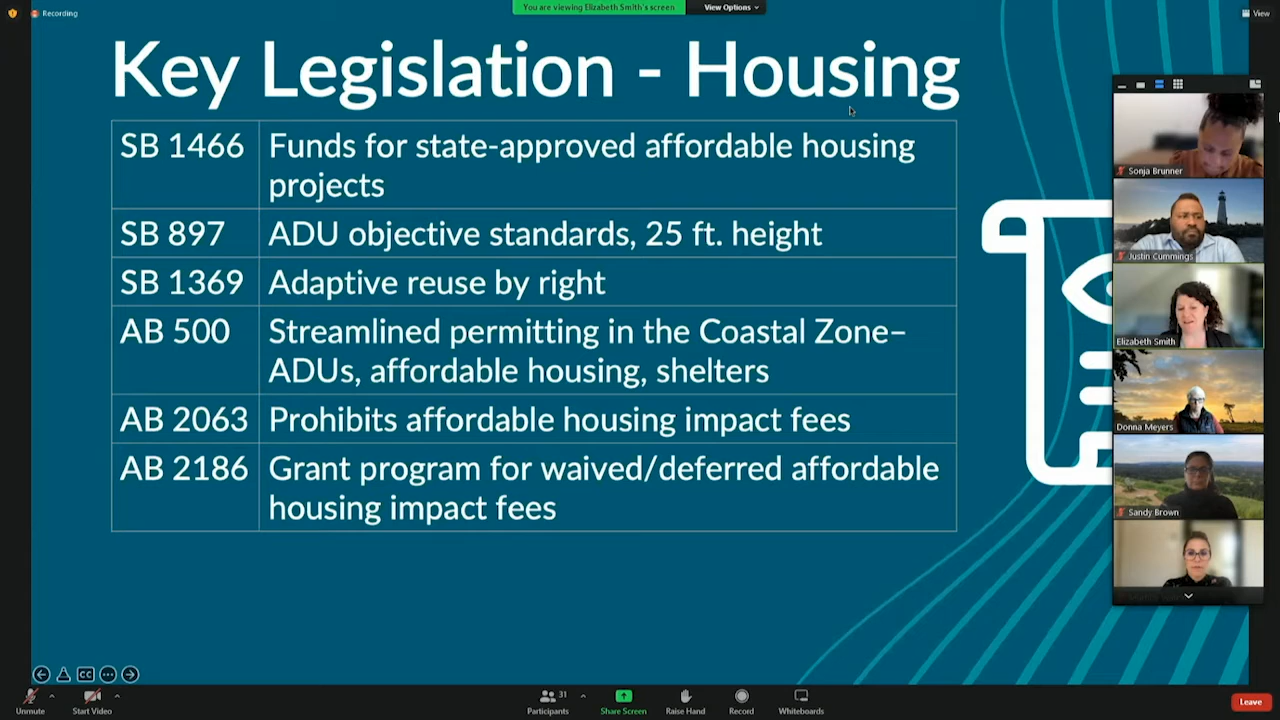 Recording
You are viewing Elizabeth Smith's screen
View Options
View
Key Legislation - Housing
SB 1466
Funds for state-approved affordable housing
projects
SB 897
ADU objective standards, 25 ft. height
SB 1369
Adaptive reuse by right
AB 500
Streamlined permitting in the Coastal Zone–
ADUs, affordable housing, shelters
AB 2063
Prohibits affordable housing impact fees
AB 2186
Grant program for waived/deferred affordable
housing impact fees
Sonja Brunner
Justin Cummings
Elizabeth Smith
Donna Meyers
Sandy Brown
CC
Unmute
Start Video
Participants
31
Share Screen
Raise Hand
Record
Whiteboards
Leave